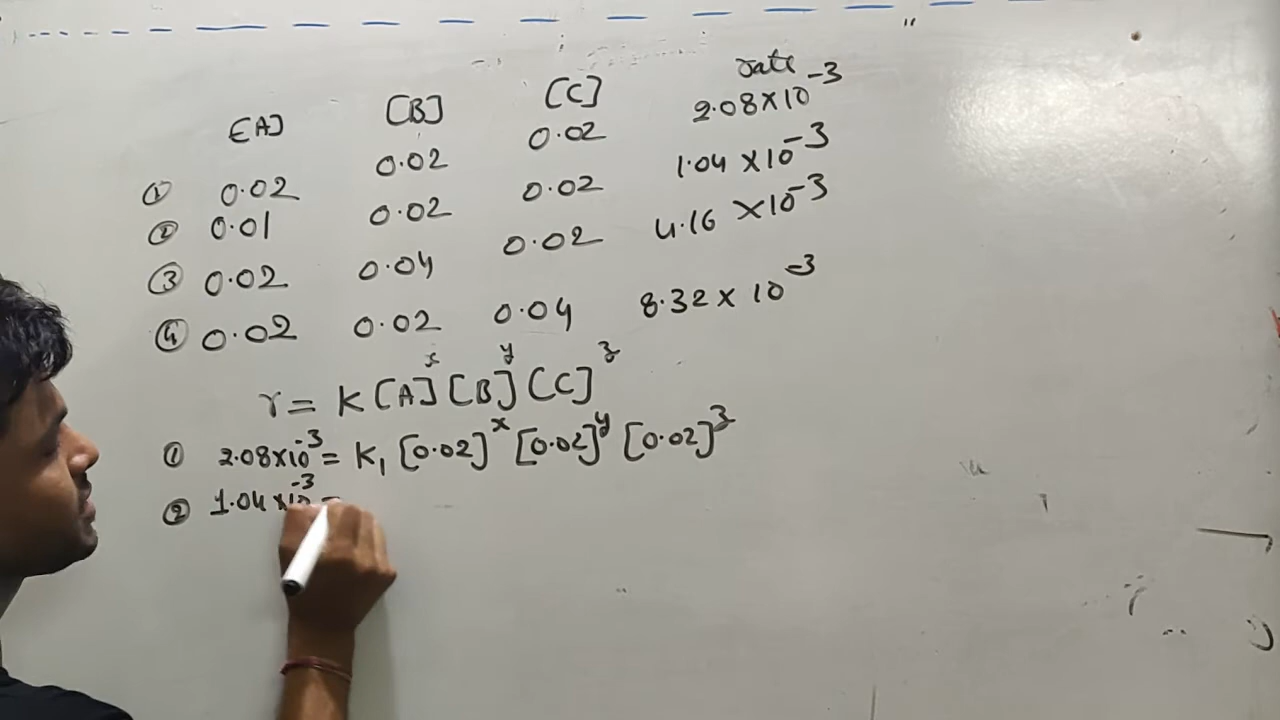 [A] [B] [C] rate
① 0.02 0.02 0.02 2.08×10⁻³
② 0.01 0.02 0.02 1.04 ×10⁻³
③ 0.02 0.04 0.02 4.16 ×10⁻³
④ 0.02 0.02 0.04 8.32 × 10⁻³
r = K[A]ˣ[B]ʸ[C]ᶻ
① 2.08×10⁻³ = K₁ [0.02]ˣ [0.02]ʸ [0.02]ᶻ
② 1.04 ×10⁻³ =